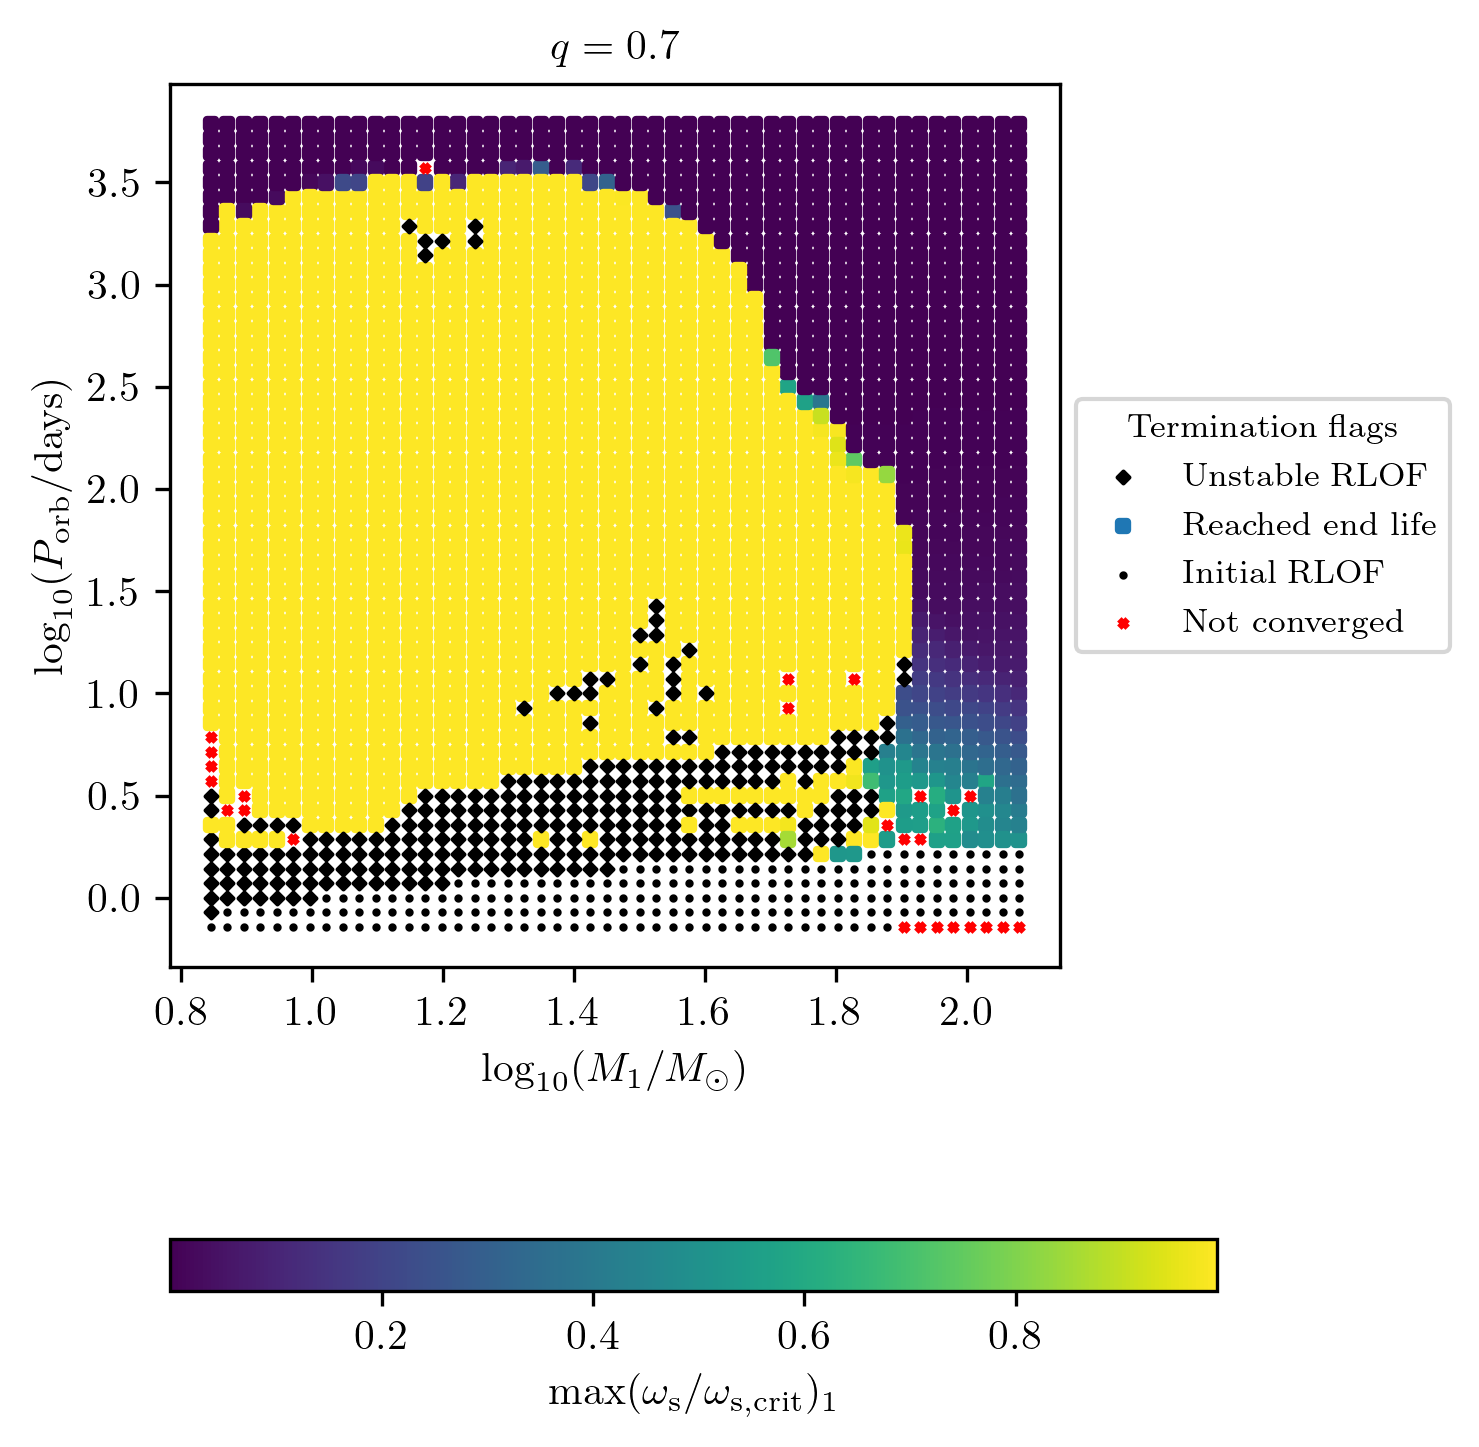 q = 0.7
log₁₀(P_orb/days)
3.5
3.0
2.5
2.0
1.5
1.0
0.5
0.0
0.8 1.0 1.2 1.4 1.6 1.8 2.0
log₁₀(M₁/M⊙)
Termination flags
Unstable RLOF
Reached end life
Initial RLOF
Not converged
0.2 0.4 0.6 0.8
max(ω_s/ω_s,crit)₁